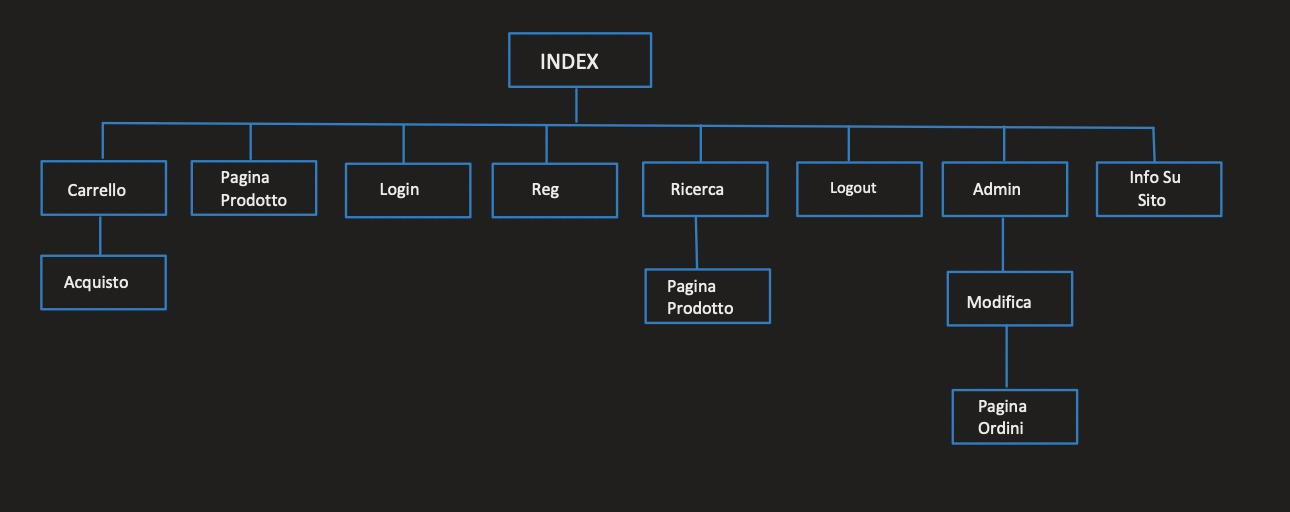 INDEX
Carrello
Pagina
Prodotto
Login
Reg
Ricerca
Logout
Admin
Info Su
Sito
Acquisto
Pagina
Prodotto
Modifica
Pagina
Ordini